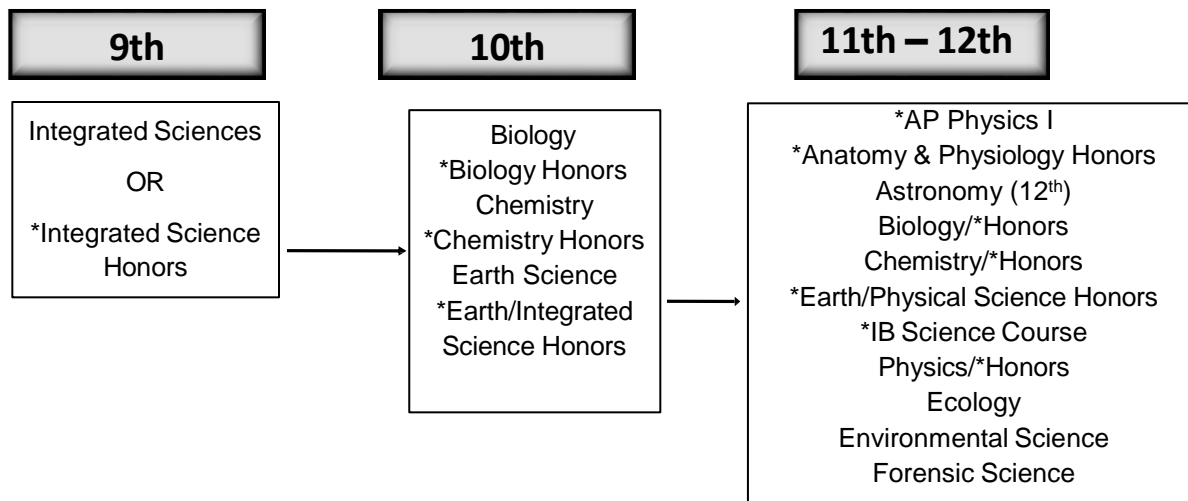 9th
Integrated Sciences
OR
*Integrated Science
Honors
10th
Biology
*Biology Honors
Chemistry
*Chemistry Honors
Earth Science
*Earth/Integrated
Science Honors
11th – 12th
*AP Physics I
*Anatomy & Physiology Honors
Astronomy (12th)
Biology/*Honors
Chemistry/*Honors
*Earth/Physical Science Honors
*IB Science Course
Physics/*Honors
Ecology
Environmental Science
Forensic Science